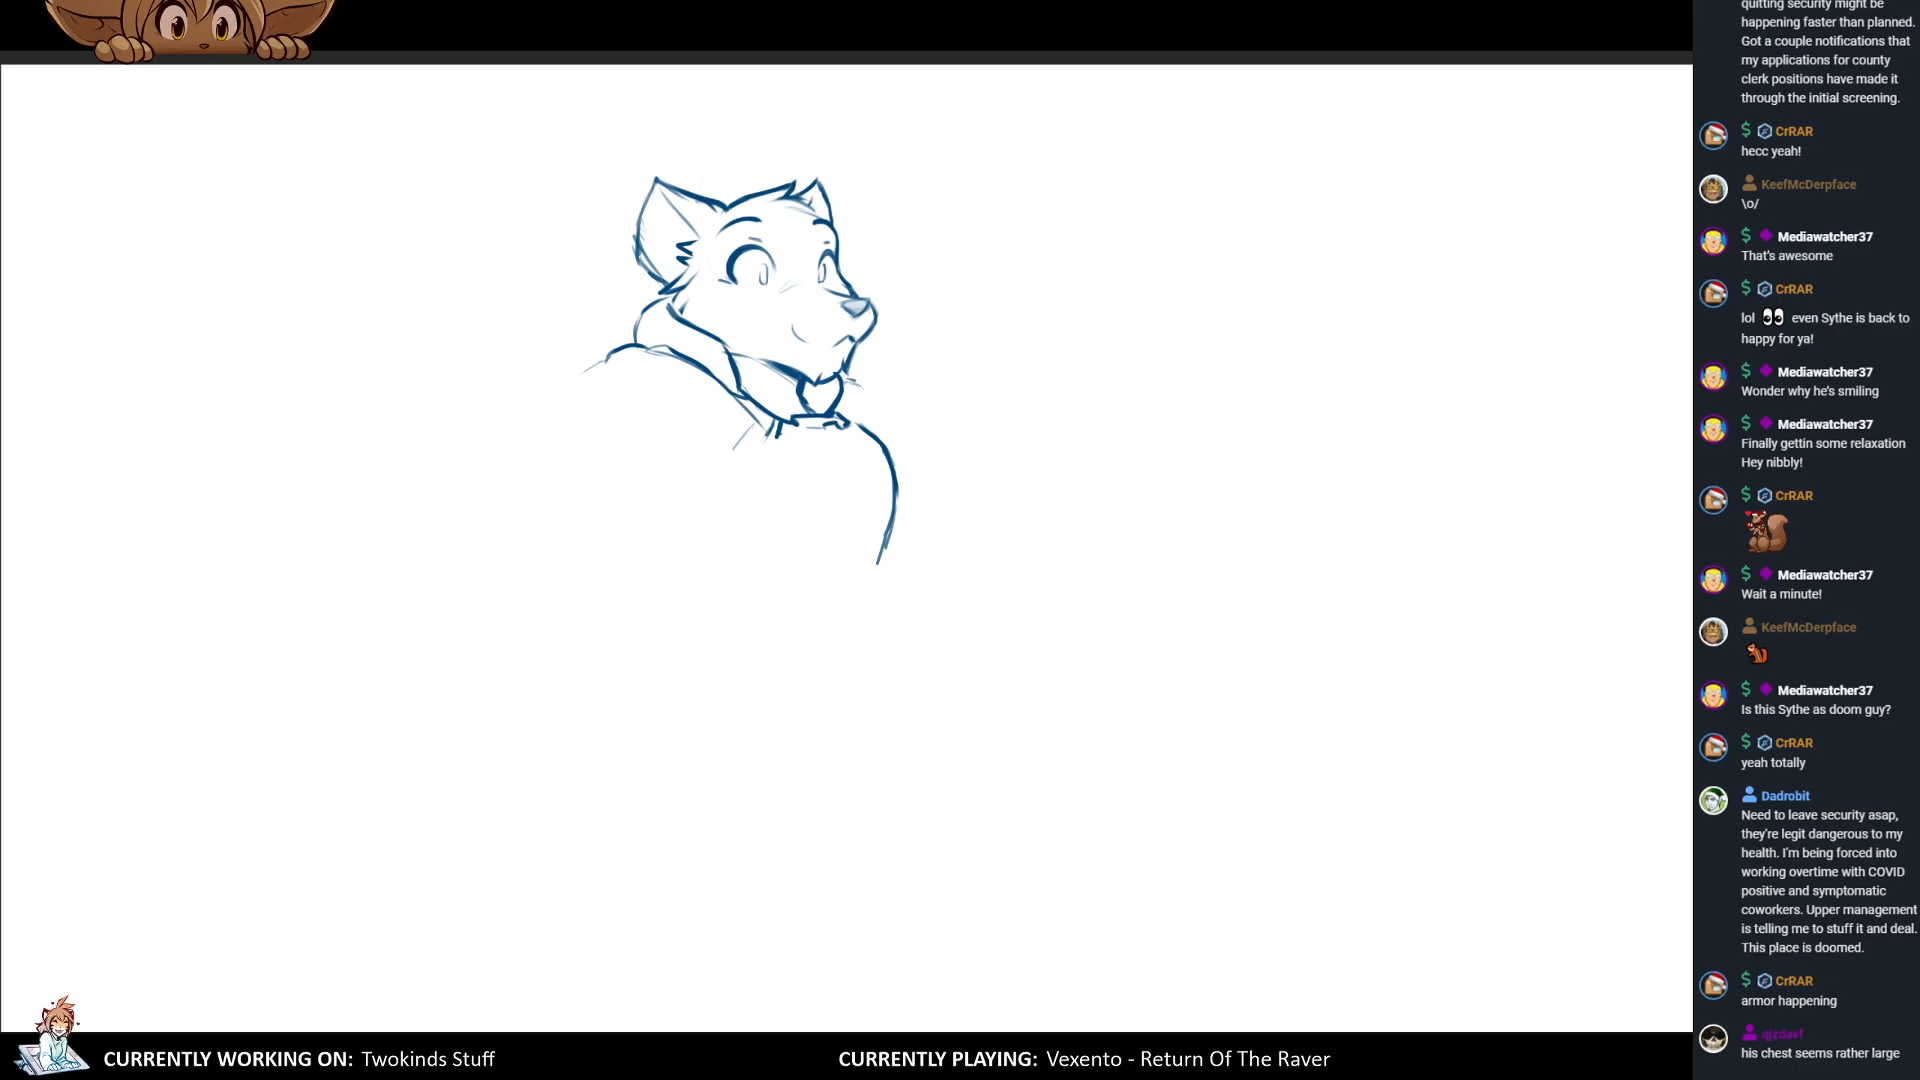 quitting security might be
happening faster than planned.
Got a couple notifications that
my applications for county
clerk positions have made it
through the initial screening.
CrRAR
hecc yeah!
KeefMcDerpface
\o/
Mediawatcher37
That's awesome
CrRAR
lol 👀 even Sythe is back to
happy for ya!
Mediawatcher37
Wonder why he's smiling
Mediawatcher37
Finally gettin some relaxation
Hey nibbly!
CrRAR
Mediawatcher37
Wait a minute!
KeefMcDerpface
Mediawatcher37
Is this Sythe as doom guy?
CrRAR
yeah totally
Dadrobit
Need to leave security asap,
they're legit dangerous to my
health. I'm being forced into
working overtime with COVID
positive and symptomatic
coworkers. Upper management
is telling me to stuff it and deal.
This place is doomed.
CrRAR
armor happening
qjzdavf
his chest seems rather large
CURRENTLY WORKING ON: Twokinds Stuff
CURRENTLY PLAYING: Vexento - Return Of The Raver